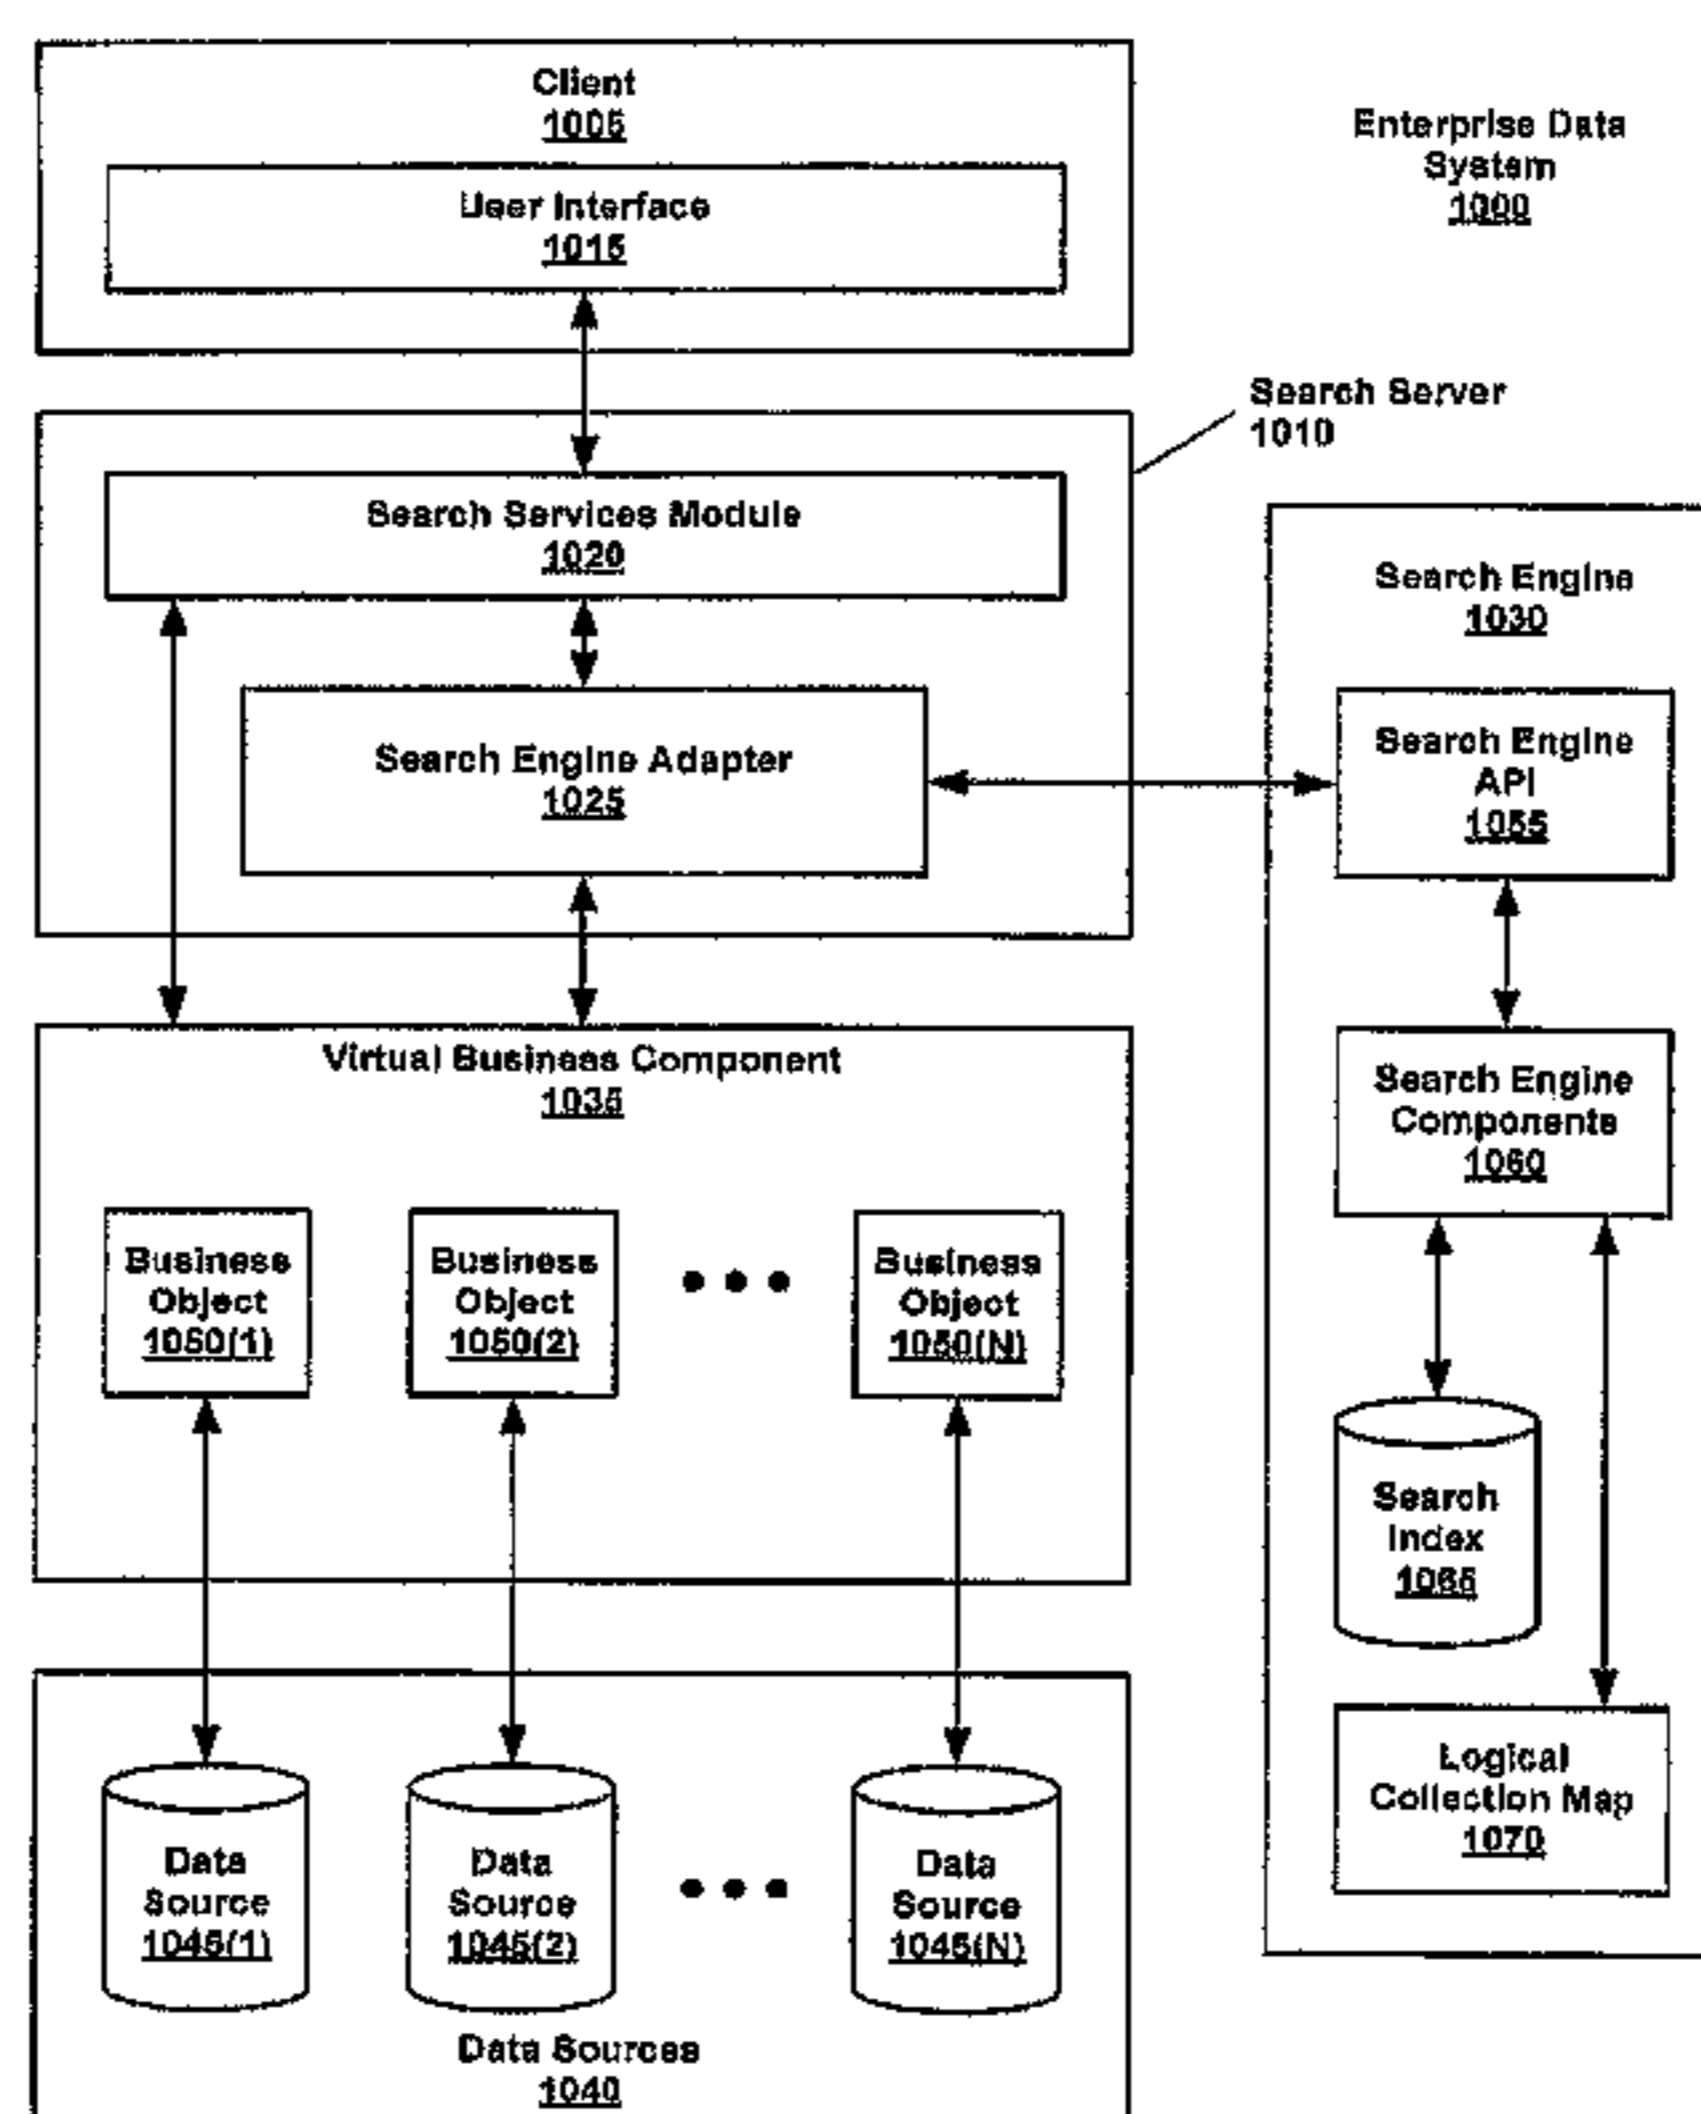 Client
1005
User Interface
1015
Enterprise Data
System
1000
Search Server
1010
Search Services Module
1020
Search Engine Adapter
1025
Search Engine
1030
Search Engine
API
1055
Search Engine
Components
1060
Search
Index
1065
Logical
Collection Map
1070
Virtual Business Component
1035
Business
Object
1050(1)
Business
Object
1050(2)
Business
Object
1050(N)
Data
Source
1045(1)
Data
Source
1045(2)
Data
Source
1045(N)
Data Sources
1040